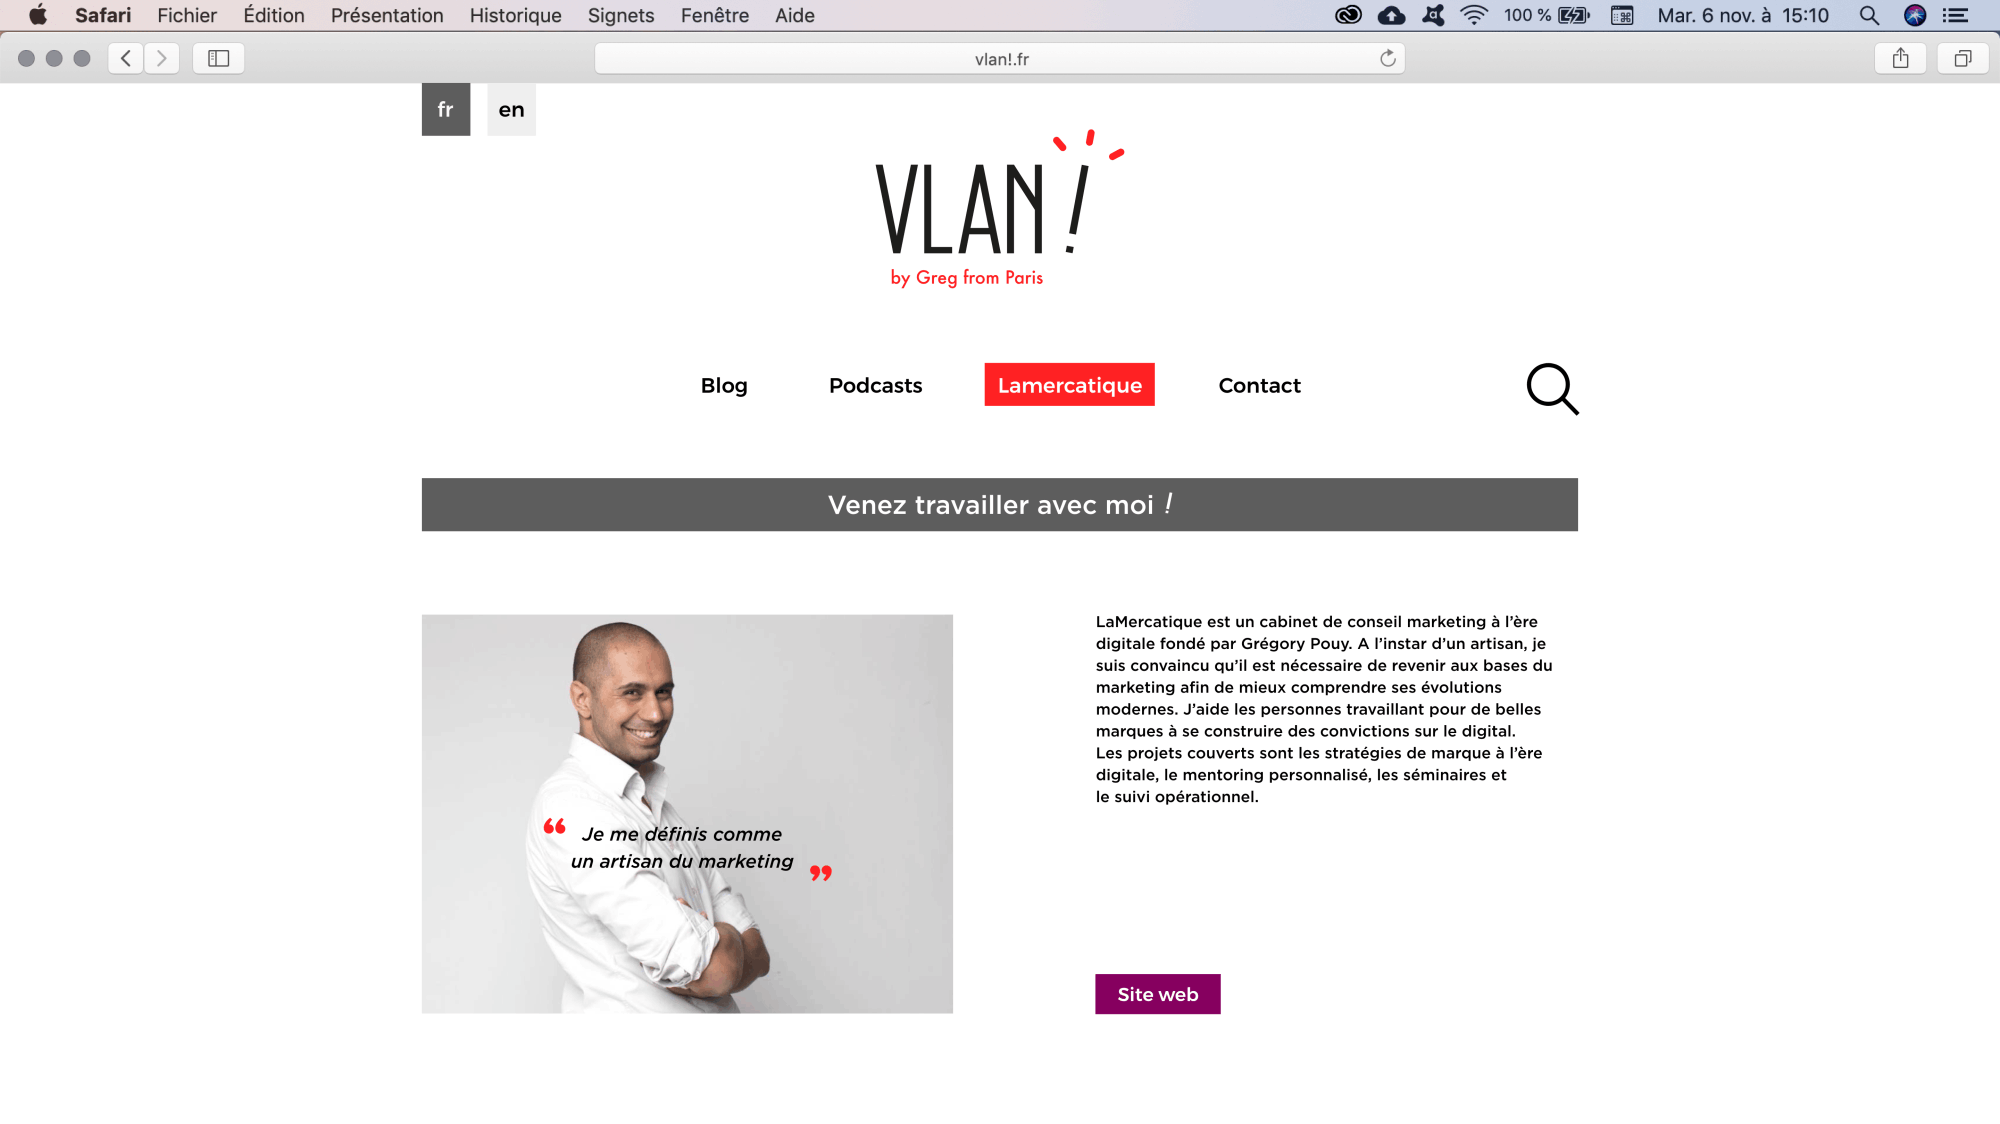 Safari Fichier Édition Présentation Historique Signets Fenêtre Aide 100 % Mar. 6 nov. à 15:10
vlan!.fr
fr en
VLAN !
by Greg from Paris
Blog Podcasts Lamercatique Contact
Venez travailler avec moi !
“ Je me définis comme
un artisan du marketing ”
LaMercatique est un cabinet de conseil marketing à l’ère
digitale fondé par Grégory Pouy. A l’instar d’un artisan, je
suis convaincu qu’il est nécessaire de revenir aux bases du
marketing afin de mieux comprendre ses évolutions
modernes. J’aide les personnes travaillant pour de belles
marques à se construire des convictions sur le digital.
Les projets couverts sont les stratégies de marque à l’ère
digitale, le mentoring personnalisé, les séminaires et
le suivi opérationnel.
Site web